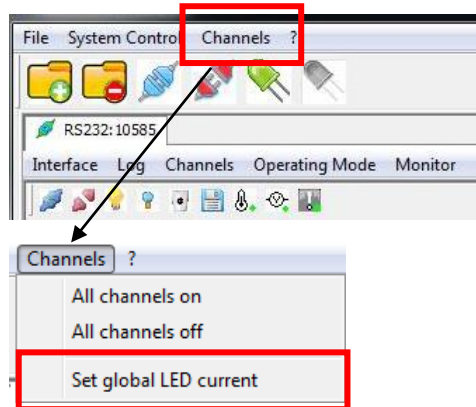 File System Control Channels ?
RS232:10585
Interface Log Channels Operating Mode Monitor
Channels ?
All channels on
All channels off
Set global LED current